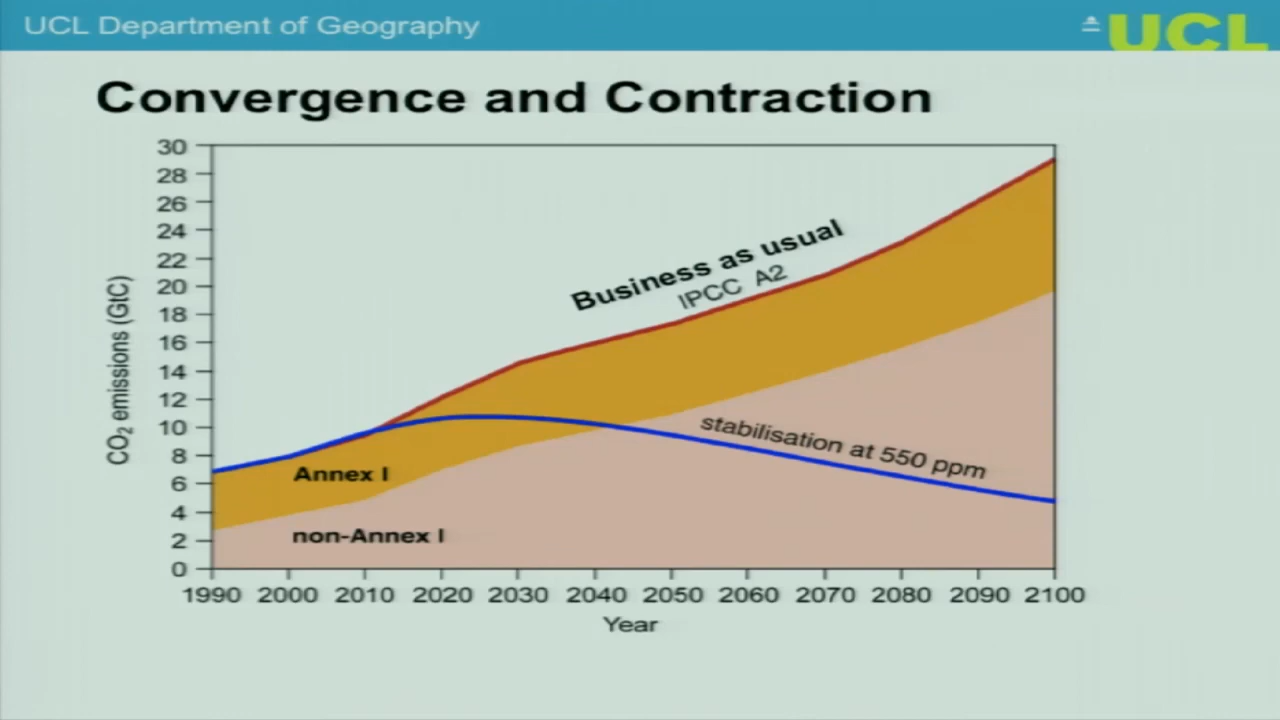 UCL Department of Geography
UCL
Convergence and Contraction
30
28
26
24
22
20
18
16
14
12
10
8
6
4
2
0
CO₂ emissions (GtC)
Business as usual
IPCC A2
stabilisation at 550 ppm
Annex I
non-Annex I
1990 2000 2010 2020 2030 2040 2050 2060 2070 2080 2090 2100
Year